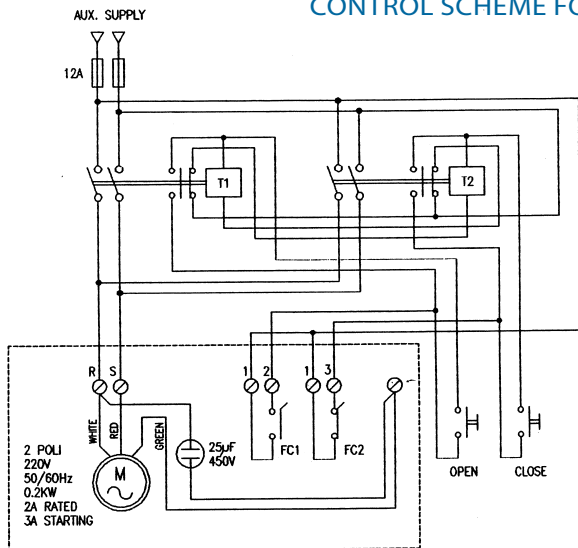 CONTROL SCHEME FO
AUX. SUPPLY
12A
T1
T2
R S
1 2 1 3
WHITE
RED
GREEN
M
25µF
450V
FC1
FC2
2 POLI
220V
50/60Hz
0.2KW
2A RATED
3A STARTING
OPEN
CLOSE